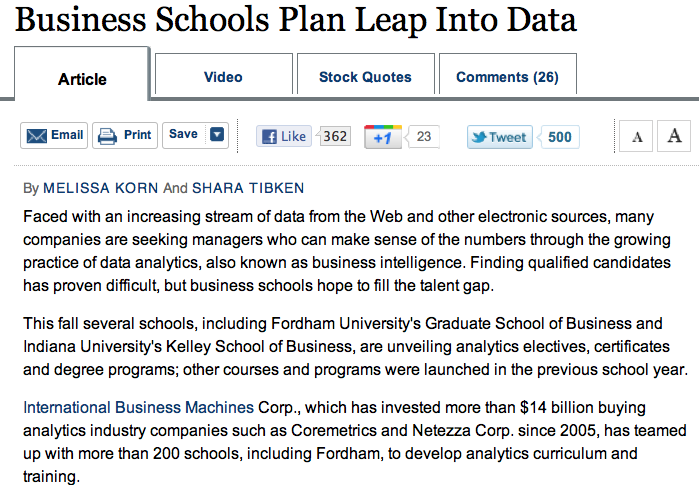 Business Schools Plan Leap Into Data
Article
Video
Stock Quotes
Comments (26)
Email
Print
Save
Like
362
+1
23
Tweet
500
A
A
By MELISSA KORN And SHARA TIBKEN
Faced with an increasing stream of data from the Web and other electronic sources, many
companies are seeking managers who can make sense of the numbers through the growing
practice of data analytics, also known as business intelligence. Finding qualified candidates
has proven difficult, but business schools hope to fill the talent gap.
This fall several schools, including Fordham University's Graduate School of Business and
Indiana University's Kelley School of Business, are unveiling analytics electives, certificates
and degree programs; other courses and programs were launched in the previous school year.
International Business Machines Corp., which has invested more than $14 billion buying
analytics industry companies such as Coremetrics and Netezza Corp. since 2005, has teamed
up with more than 200 schools, including Fordham, to develop analytics curriculum and
training.